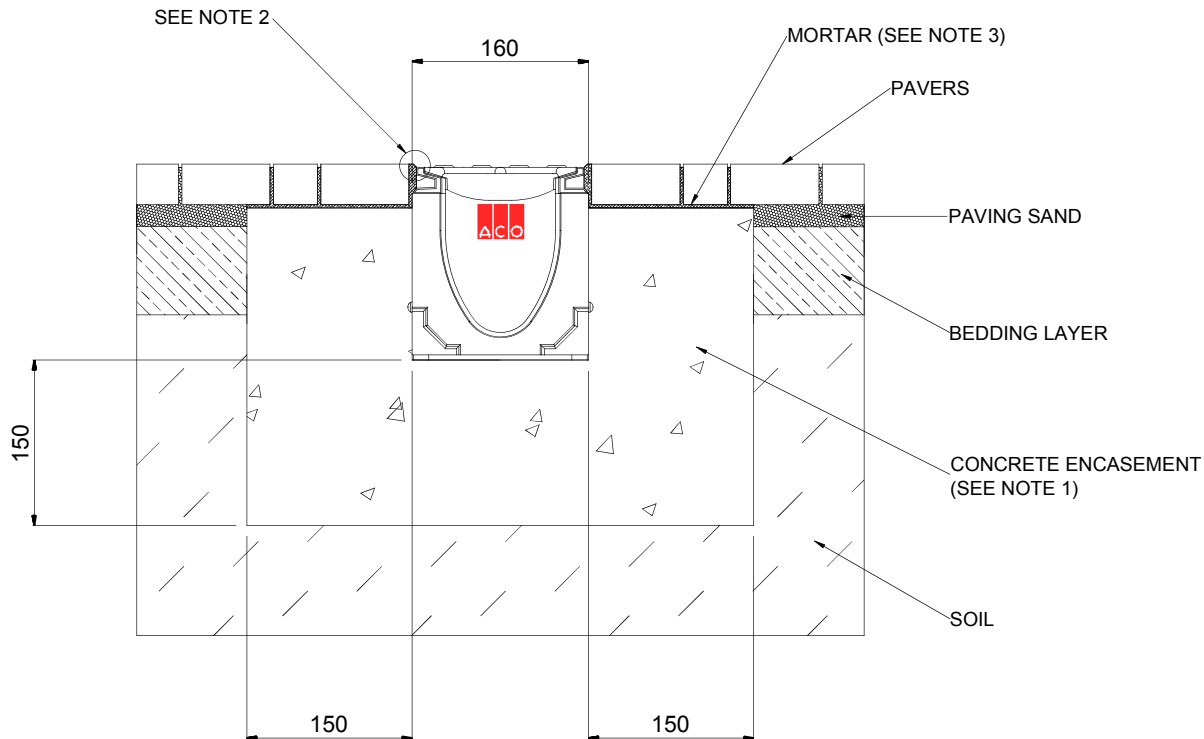 SEE NOTE 2
160
MORTAR (SEE NOTE 3)
PAVERS
ACO
PAVING SAND
BEDDING LAYER
150
CONCRETE ENCASEMENT
(SEE NOTE 1)
SOIL
150
150